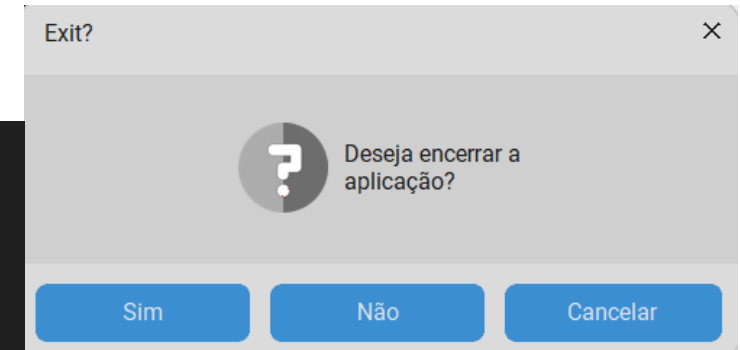 Exit?
Deseja encerrar a
aplicação?
Sim
Não
Cancelar